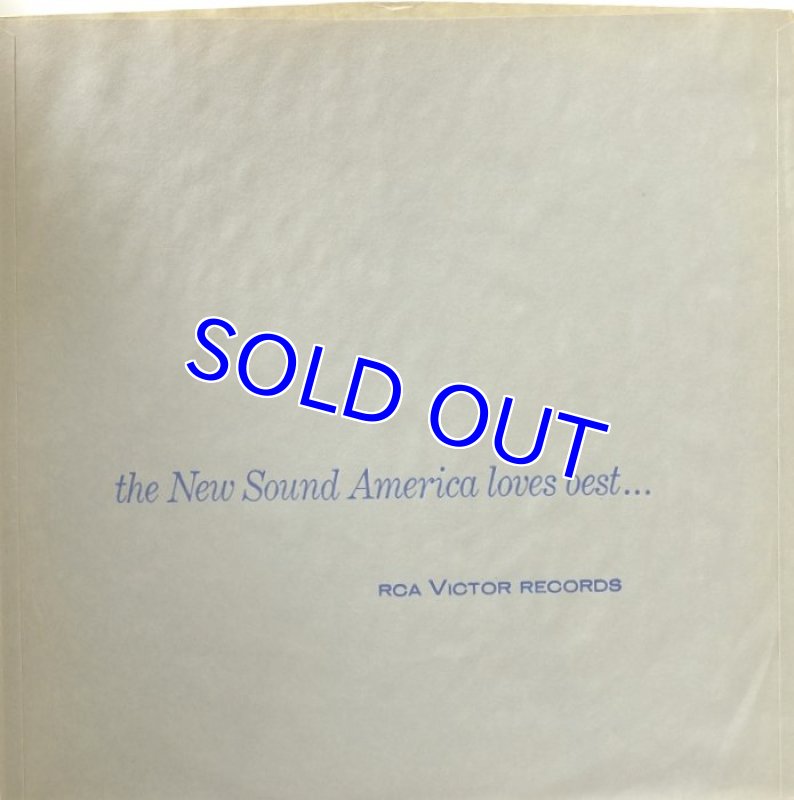 SOLD OUT
the New Sound America loves best...
RCA VICTOR RECORDS